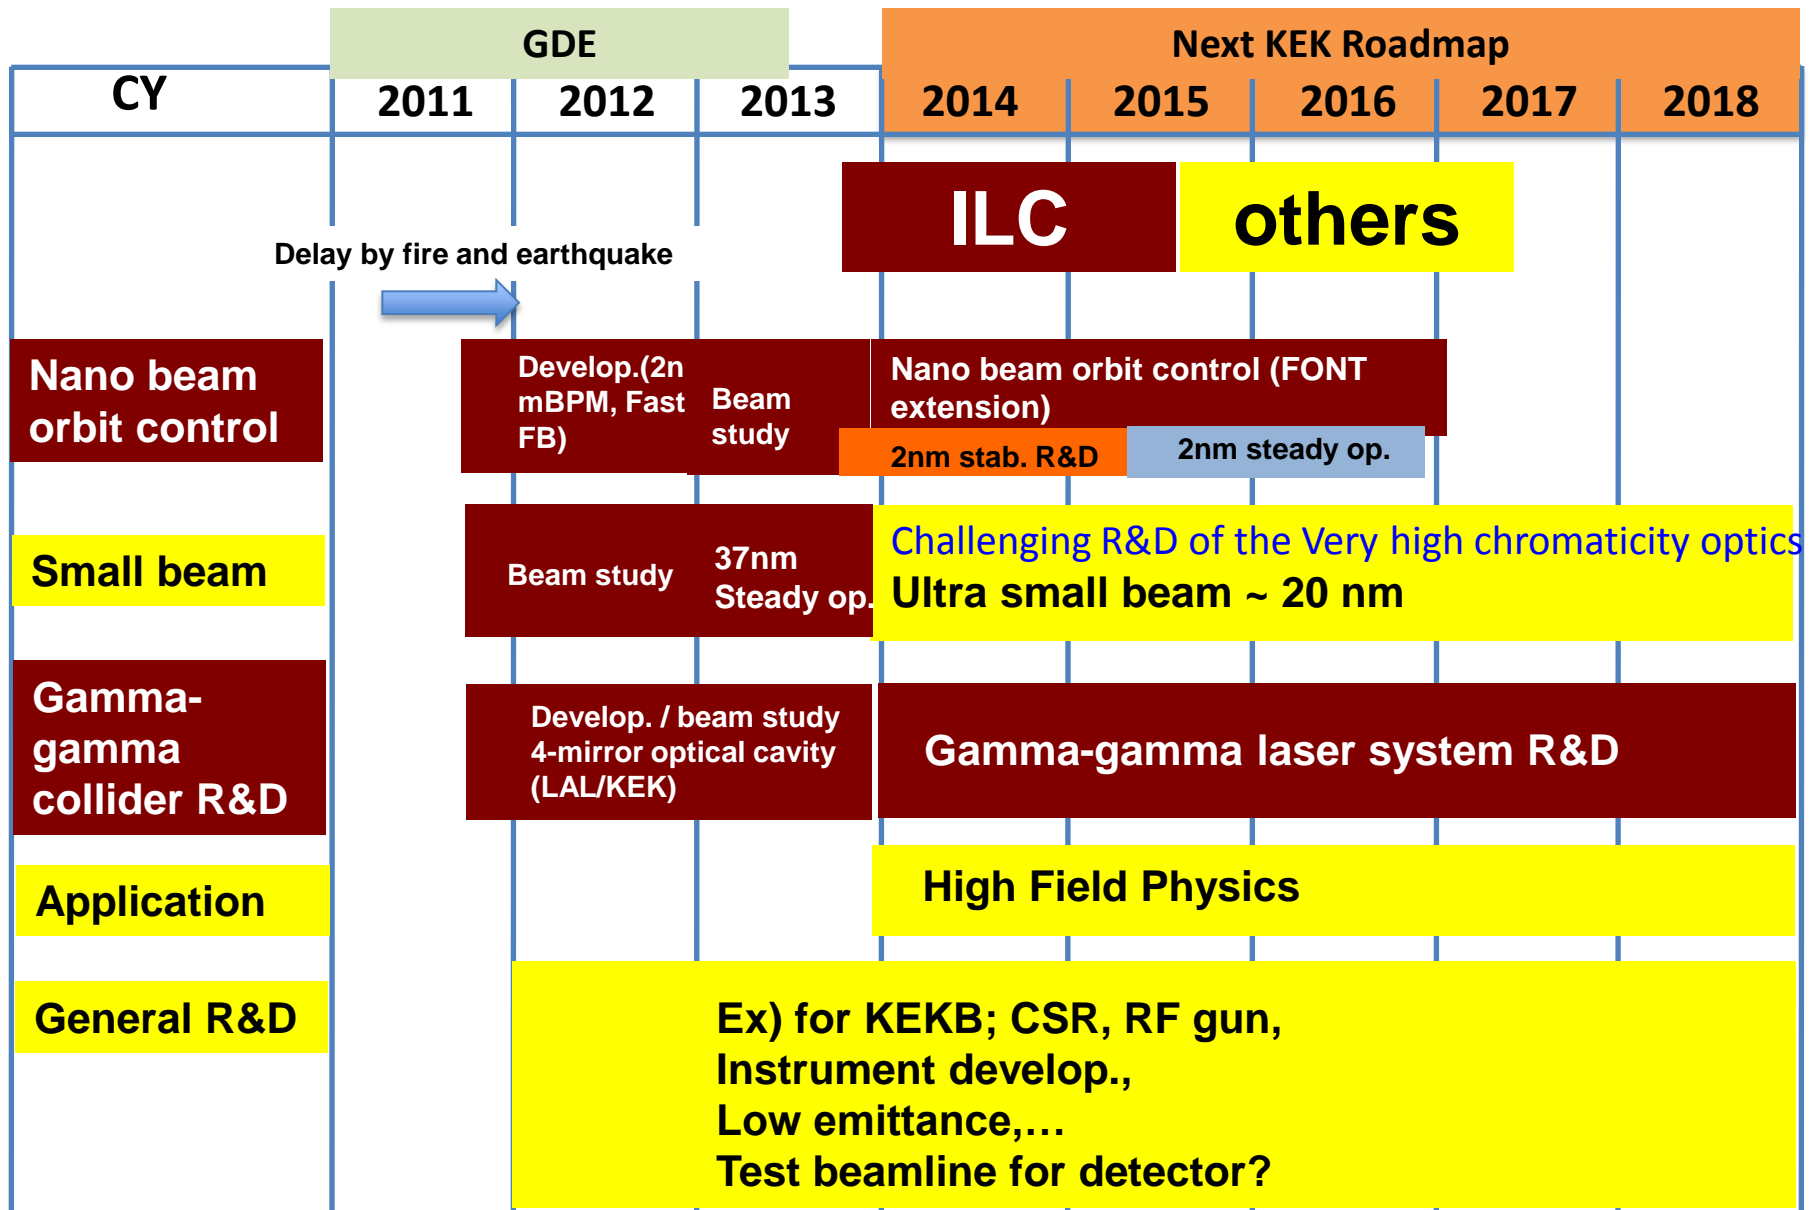 GDE
Next KEK Roadmap
CY
2011
2012
2013
2014
2015
2016
2017
2018
ILC
others
Delay by fire and earthquake
Nano beam
orbit control
Develop.(2n
mBPM, Fast
FB)
Beam
study
Nano beam orbit control (FONT
extension)
2nm stab. R&D
2nm steady op.
Small beam
Beam study
37nm
Steady op.
Challenging R&D of the Very high chromaticity optics
Ultra small beam ~ 20 nm
Gamma-
gamma
collider R&D
Develop. / beam study
4-mirror optical cavity
(LAL/KEK)
Gamma-gamma laser system R&D
Application
High Field Physics
General R&D
Ex) for KEKB; CSR, RF gun,
Instrument develop.,
Low emittance,…
Test beamline for detector?